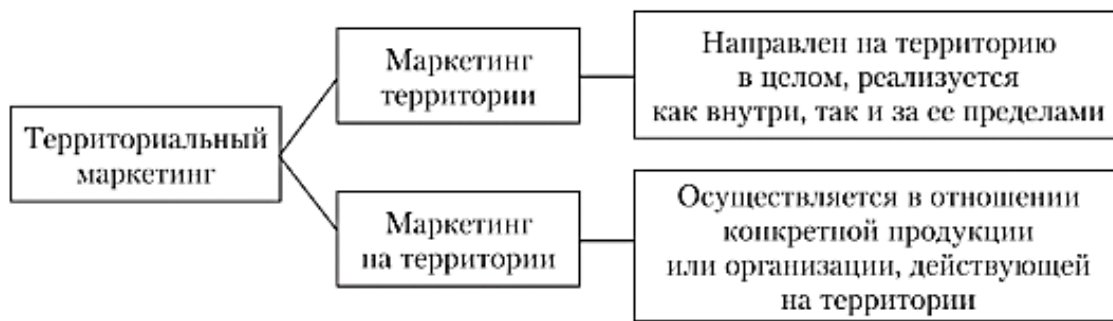 Территориальный
маркетинг
Маркетинг
территории
Направлен на территорию
в целом, реализуется
как внутри, так и за ее пределами
Маркетинг
на территории
Осуществляется в отношении
конкретной продукции
или организации, действующей
на территории